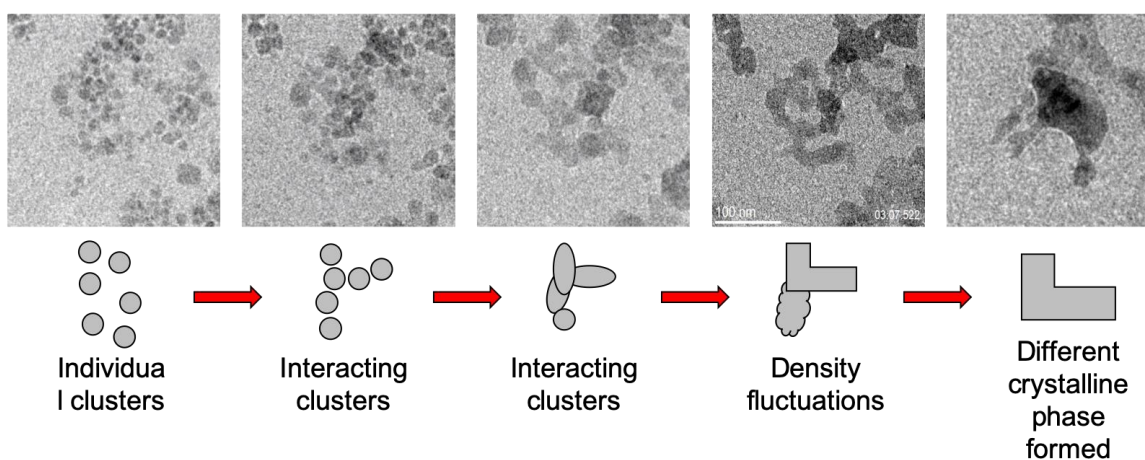 100 nm
03.07.522
Individua
l clusters
Interacting
clusters
Interacting
clusters
Density
fluctuations
Different
crystalline
phase
formed